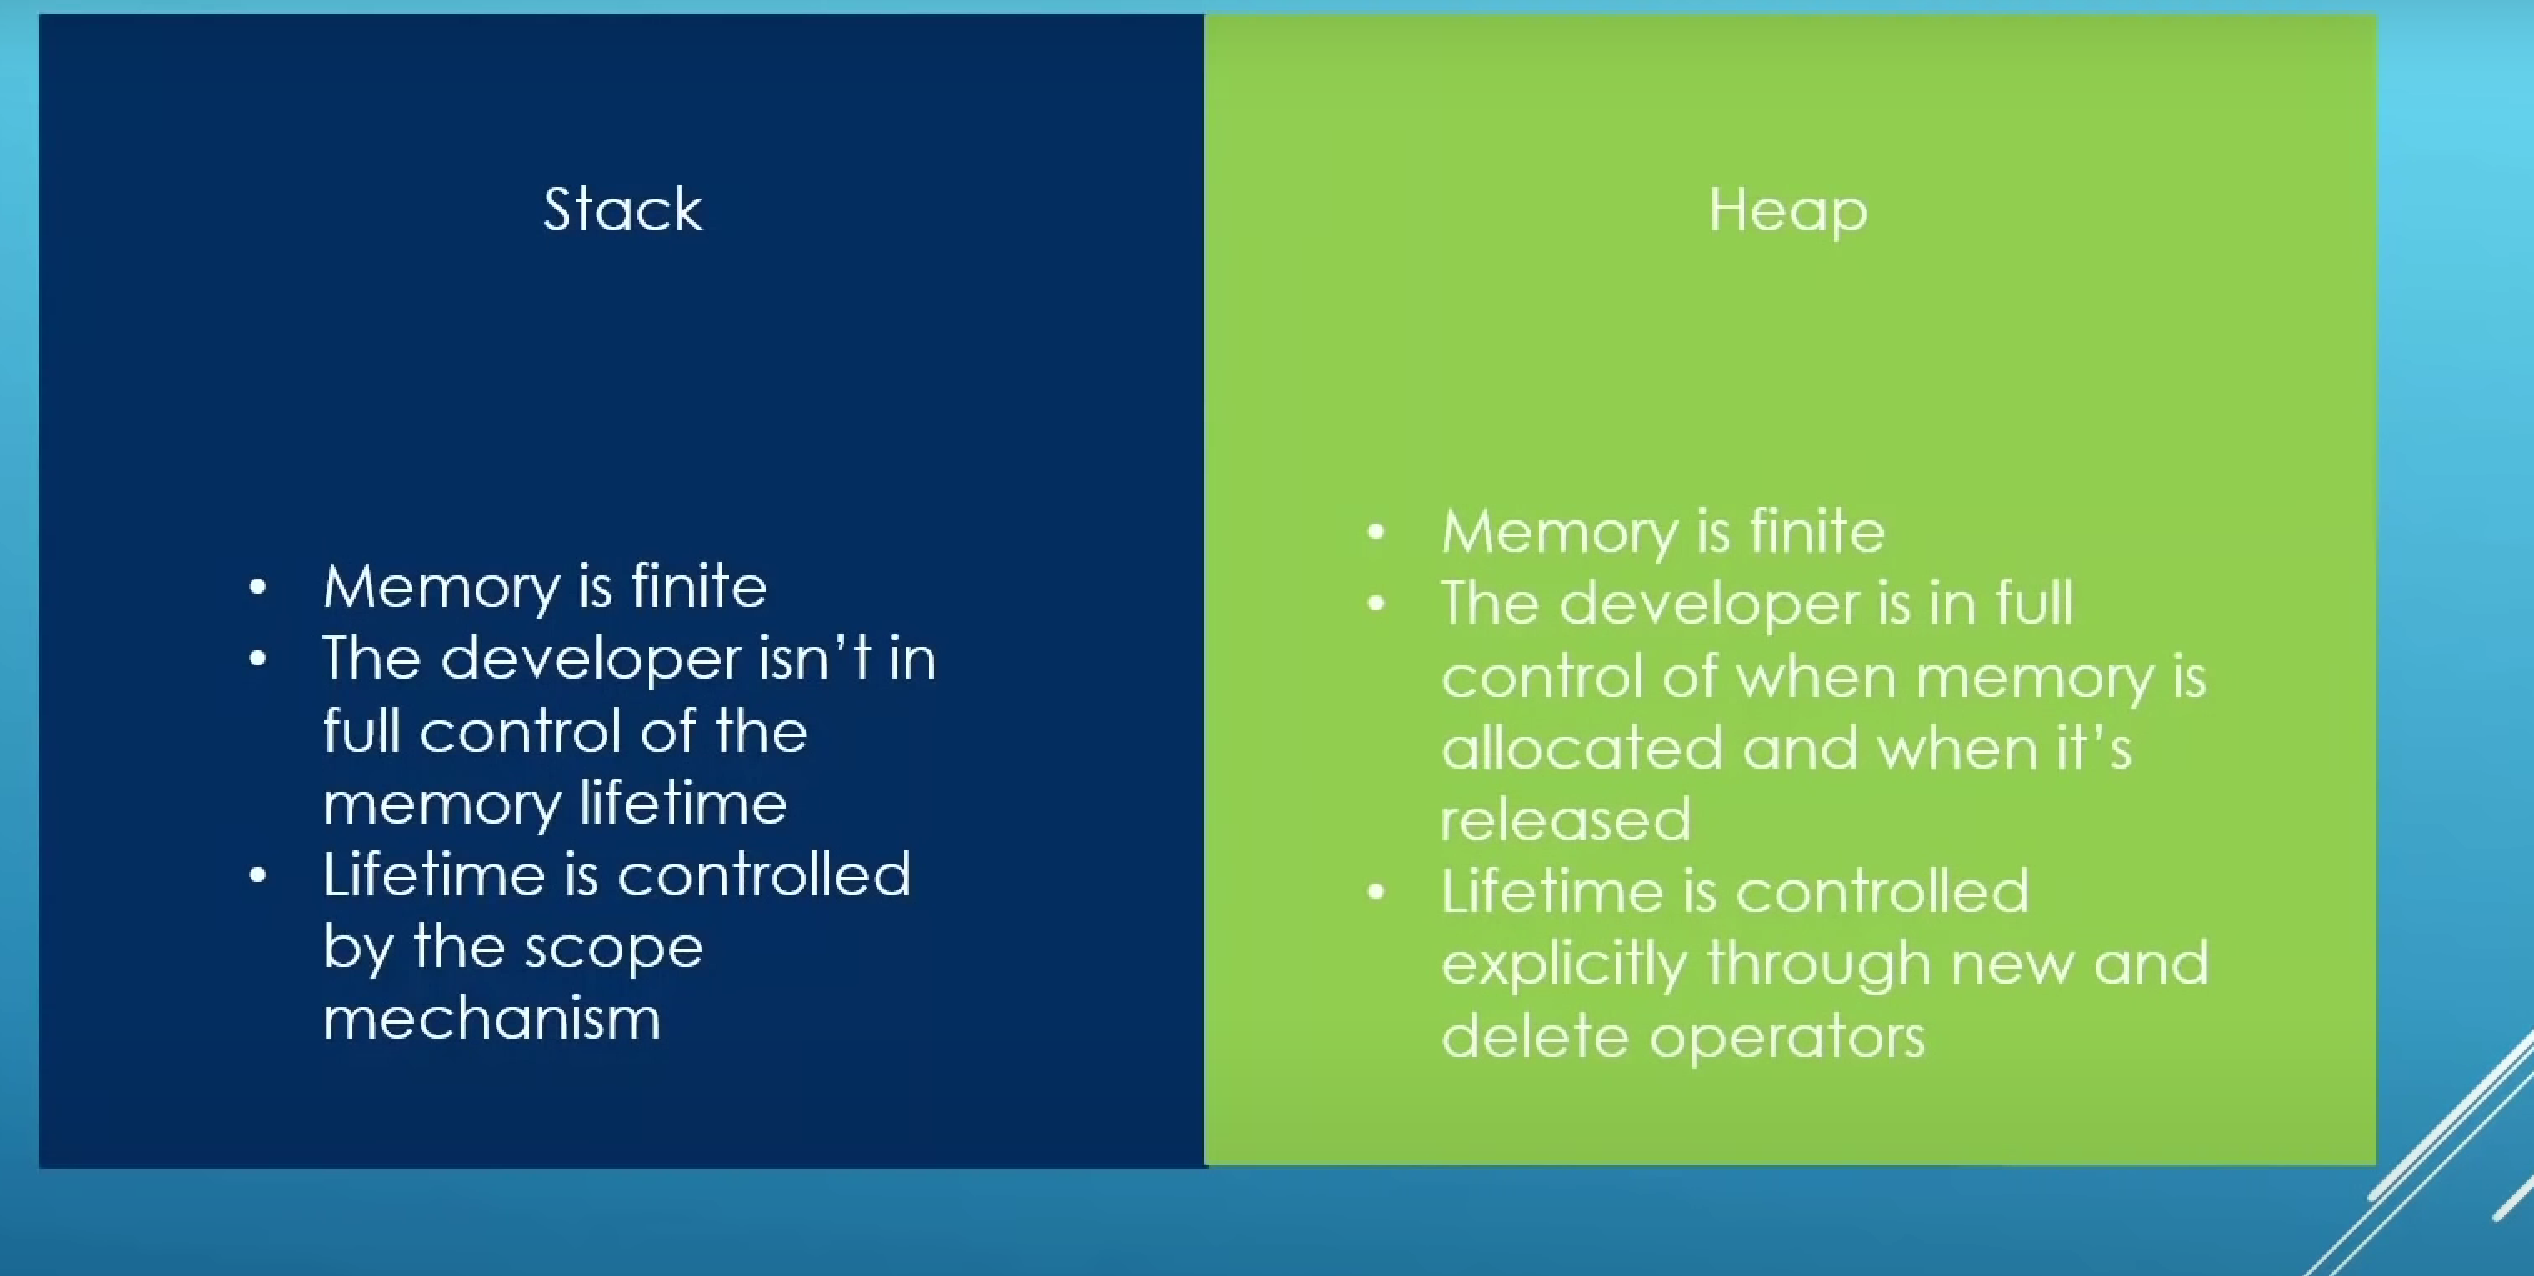 Stack
• Memory is finite
• The developer isn't in
full control of the
memory lifetime
• Lifetime is controlled
by the scope
mechanism
Heap
• Memory is finite
• The developer is in full
control of when memory is
allocated and when it's
released
• Lifetime is controlled
explicitly through new and
delete operators